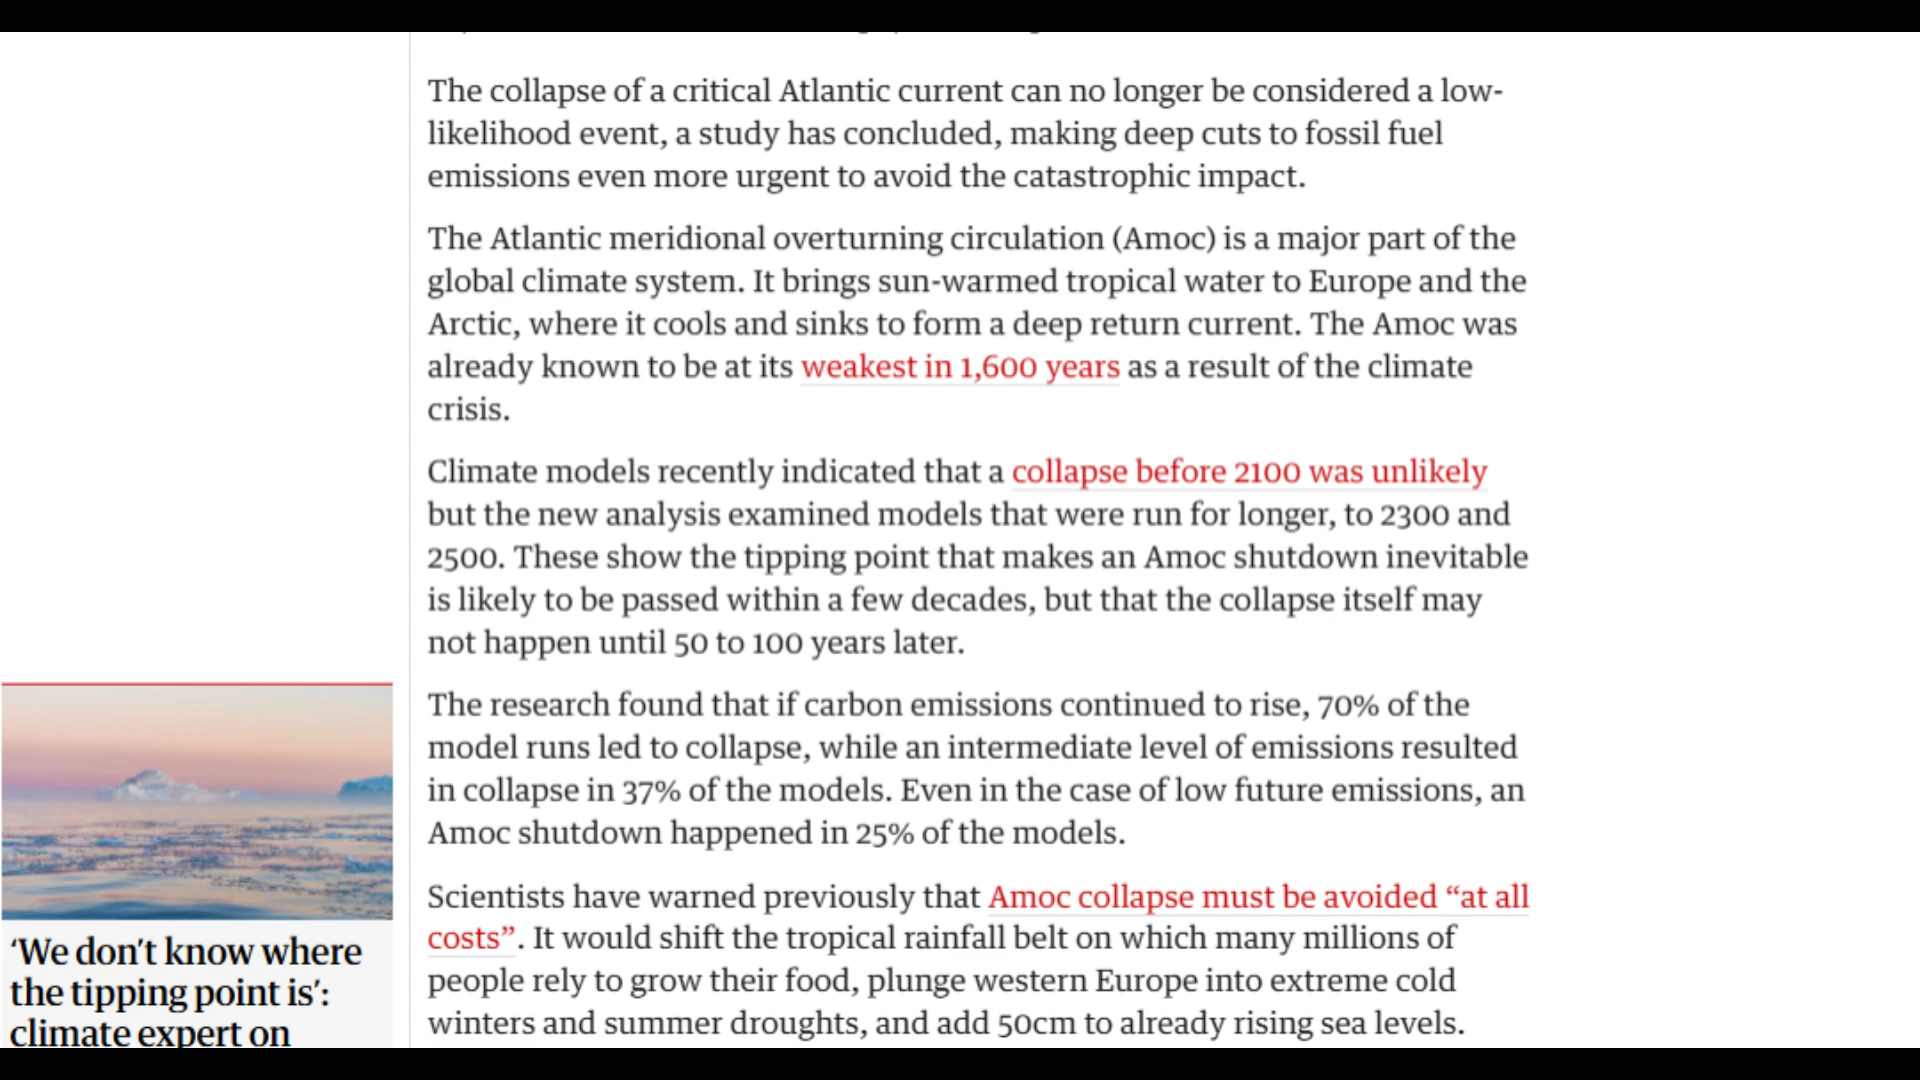 The collapse of a critical Atlantic current can no longer be considered a low-
likelihood event, a study has concluded, making deep cuts to fossil fuel
emissions even more urgent to avoid the catastrophic impact.
The Atlantic meridional overturning circulation (Amoc) is a major part of the
global climate system. It brings sun-warmed tropical water to Europe and the
Arctic, where it cools and sinks to form a deep return current. The Amoc was
already known to be at its weakest in 1,600 years as a result of the climate
crisis.
Climate models recently indicated that a collapse before 2100 was unlikely
but the new analysis examined models that were run for longer, to 2300 and
2500. These show the tipping point that makes an Amoc shutdown inevitable
is likely to be passed within a few decades, but that the collapse itself may
not happen until 50 to 100 years later.
The research found that if carbon emissions continued to rise, 70% of the
model runs led to collapse, while an intermediate level of emissions resulted
in collapse in 37% of the models. Even in the case of low future emissions, an
Amoc shutdown happened in 25% of the models.
Scientists have warned previously that Amoc collapse must be avoided “at all
costs”. It would shift the tropical rainfall belt on which many millions of
people rely to grow their food, plunge western Europe into extreme cold
winters and summer droughts, and add 50cm to already rising sea levels.
‘We don’t know where
the tipping point is’:
climate expert on